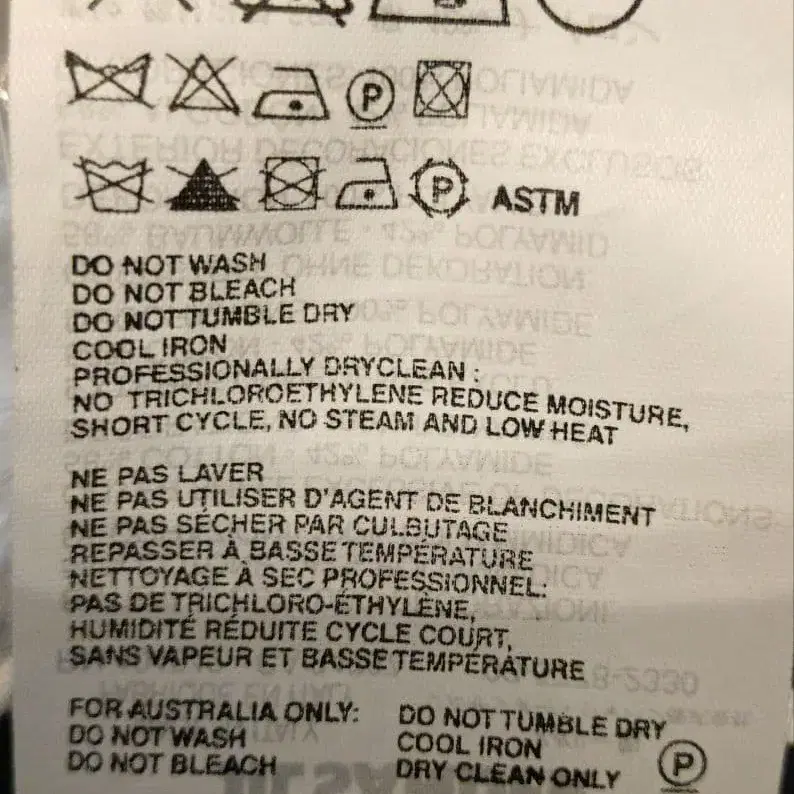 P
P ASTM
DO NOT WASH
DO NOT BLEACH
DO NOT TUMBLE DRY
COOL IRON
PROFESSIONALLY DRYCLEAN :
NO TRICHLOROETHYLENE REDUCE MOISTURE,
SHORT CYCLE, NO STEAM AND LOW HEAT
NE PAS LAVER
NE PAS UTILISER D'AGENT DE BLANCHIMENT
NE PAS SÉCHER PAR CULBUTAGE
REPASSER À BASSE TEMPÉRATURE
NETTOYAGE À SEC PROFESSIONNEL:
PAS DE TRICHLORO-ÉTHYLÈNE,
HUMIDITÉ RÉDUITE CYCLE COURT,
SANS VAPEUR ET BASSE TEMPÉRATURE
FOR AUSTRALIA ONLY:
DO NOT WASH
DO NOT BLEACH
DO NOT TUMBLE DRY
COOL IRON
DRY CLEAN ONLY P